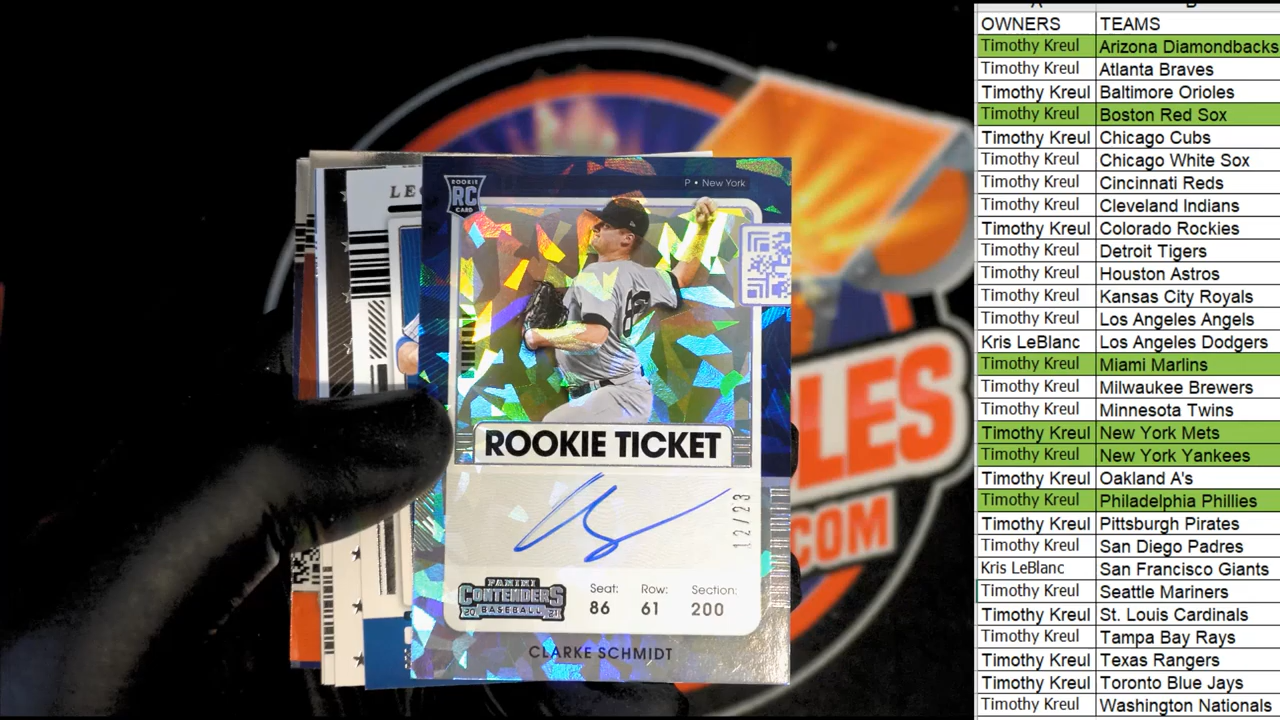 OWNERS TEAMS
Timothy Kreul Arizona Diamondbacks
Timothy Kreul Atlanta Braves
Timothy Kreul Baltimore Orioles
Timothy Kreul Boston Red Sox
Timothy Kreul Chicago Cubs
Timothy Kreul Chicago White Sox
Timothy Kreul Cincinnati Reds
Timothy Kreul Cleveland Indians
Timothy Kreul Colorado Rockies
Timothy Kreul Detroit Tigers
Timothy Kreul Houston Astros
Timothy Kreul Kansas City Royals
Timothy Kreul Los Angeles Angels
Kris LeBlanc Los Angeles Dodgers
Timothy Kreul Miami Marlins
Timothy Kreul Milwaukee Brewers
Timothy Kreul Minnesota Twins
Timothy Kreul New York Mets
Timothy Kreul New York Yankees
Timothy Kreul Oakland A's
Timothy Kreul Philadelphia Phillies
Timothy Kreul Pittsburgh Pirates
Timothy Kreul San Diego Padres
Kris LeBlanc San Francisco Giants
Timothy Kreul Seattle Mariners
Timothy Kreul St. Louis Cardinals
Timothy Kreul Tampa Bay Rays
Timothy Kreul Texas Rangers
Timothy Kreul Toronto Blue Jays
Timothy Kreul Washington Nationals
ROOKIE
RC
CARD
P • New York
LE
86
ROOKIE TICKET
12/23
PANINI
CONTENDERS
20 BASEBALL 21
Seat: Row: Section:
86 61 200
CLARKE SCHMIDT
LES
.COM